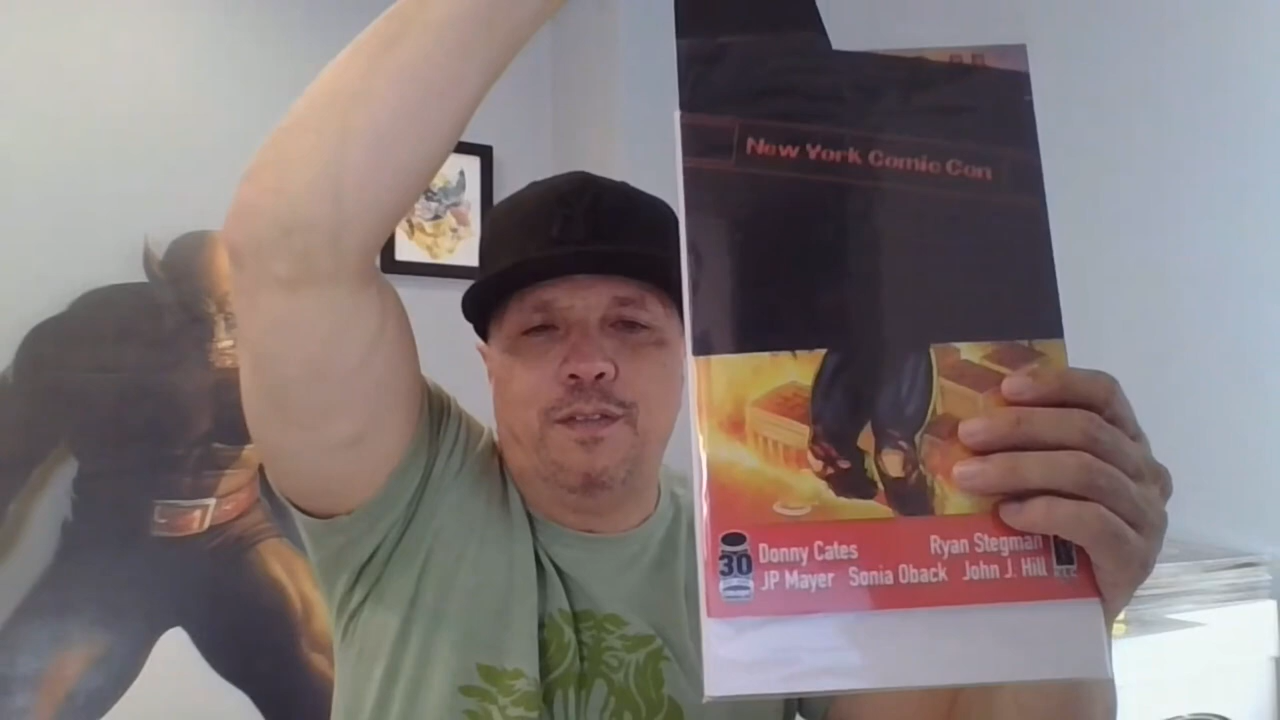 New York Comic Con
Donny Cates Ryan Stegman
JP Mayer Sonia Oback John J. Hill
30